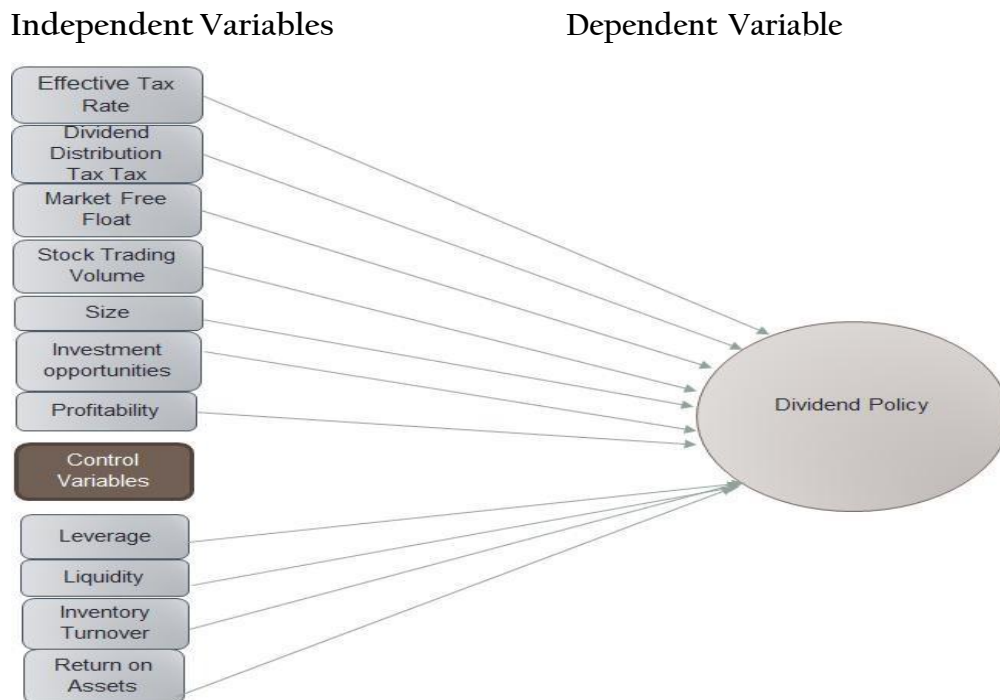 Independent Variables
Dependent Variable
Effective Tax
Rate
Dividend
Distribution
Tax Tax
Market Free
Float
Stock Trading
Volume
Size
Investment
opportunities
Profitability
Control
Variables
Leverage
Liquidity
Inventory
Turnover
Return on
Assets
Dividend Policy